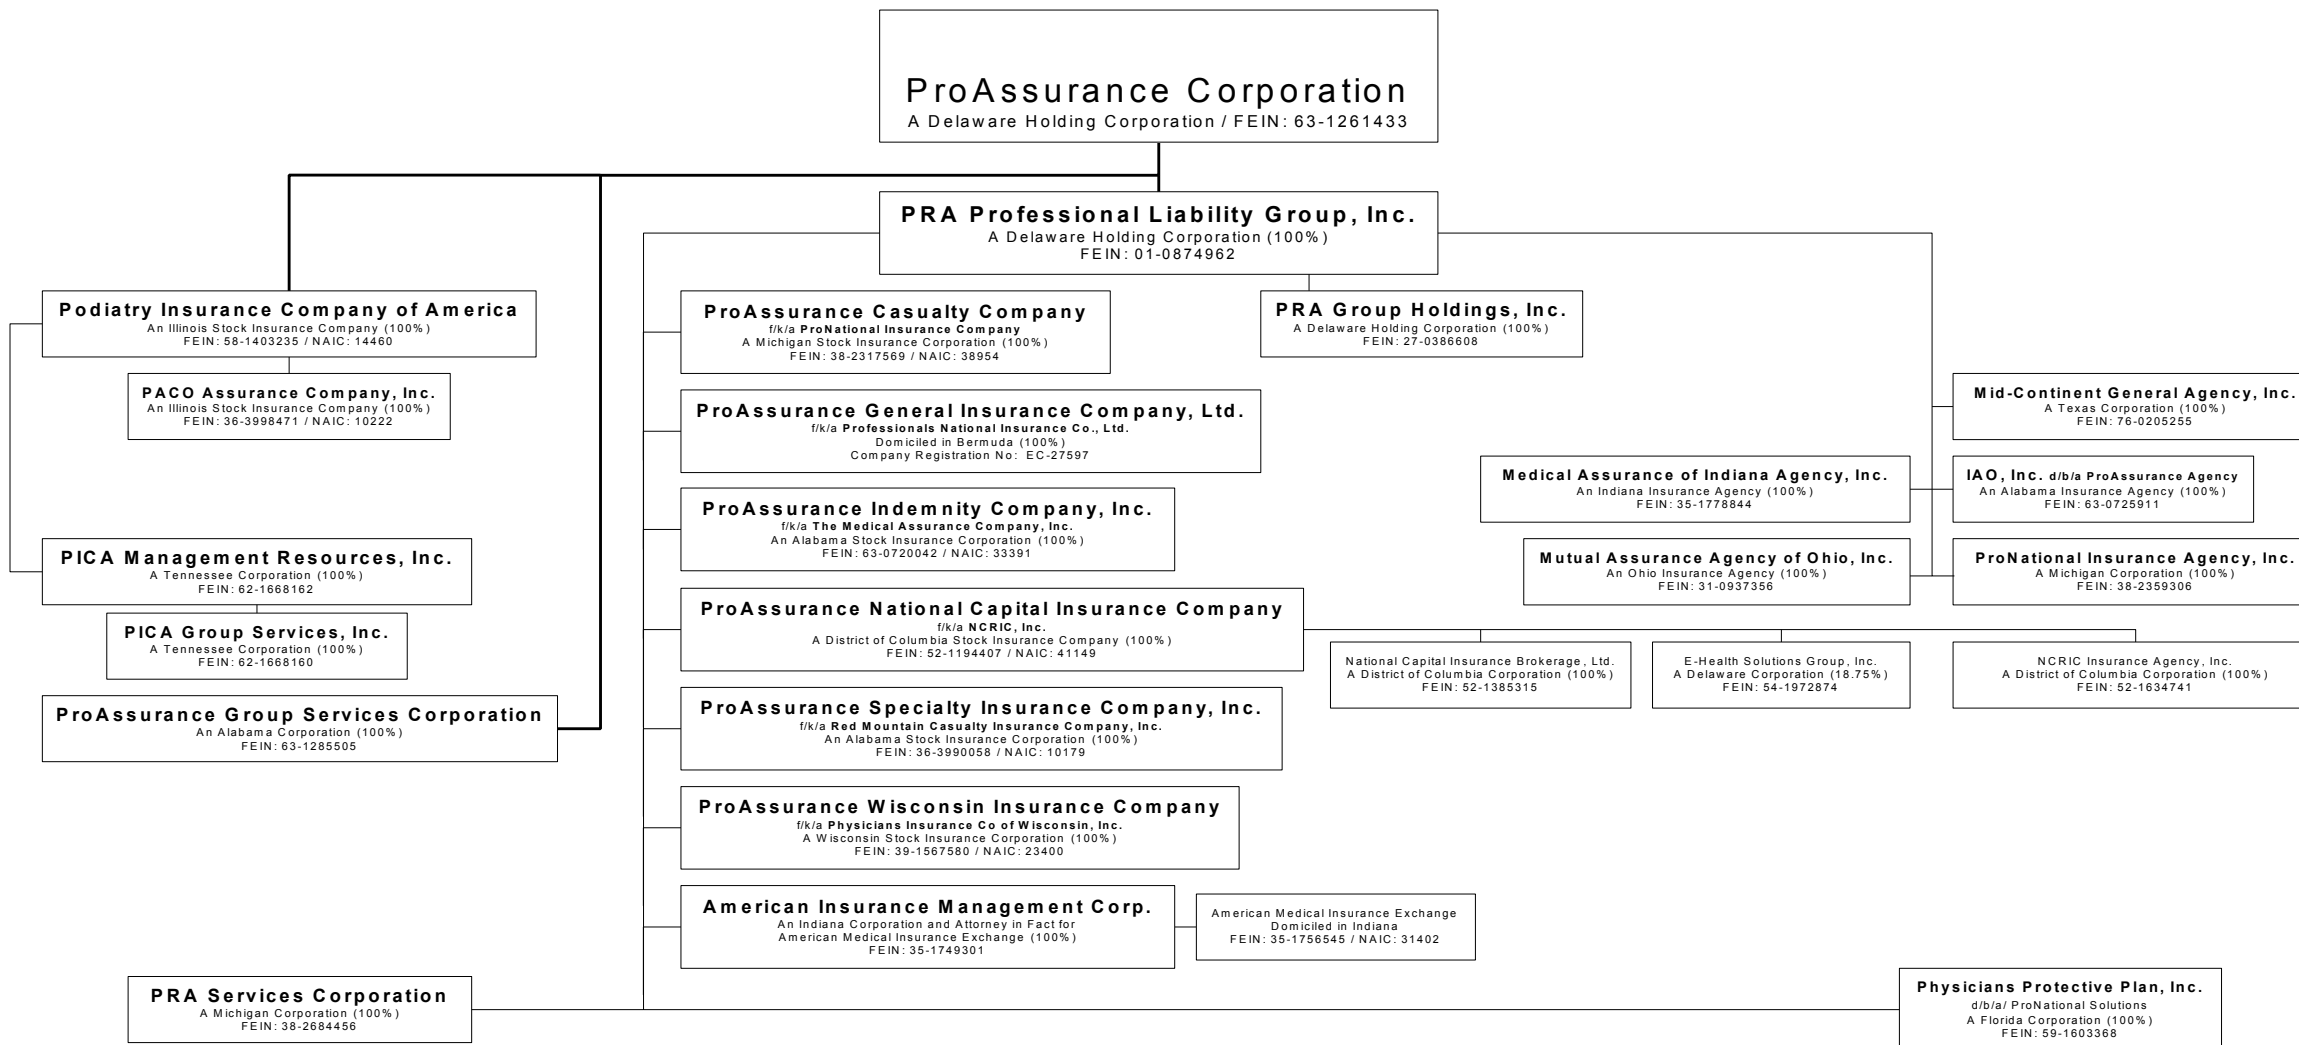 ProAssurance Corporation
A Delaware Holding Corporation / FEIN: 63-1261433
PRA Professional Liability Group, Inc.
A Delaware Holding Corporation (100%)
FEIN: 01-0874962
Podiatry Insurance Company of America
An Illinois Stock Insurance Company (100%)
FEIN: 58-1403235 / NAIC: 14460
PACO Assurance Company, Inc.
An Illinois Stock Insurance Company (100%)
FEIN: 36-3998471 / NAIC: 10222
PICA Management Resources, Inc.
A Tennessee Corporation (100%)
FEIN: 62-1668162
PICA Group Services, Inc.
A Tennessee Corporation (100%)
FEIN: 62-1668160
ProAssurance Group Services Corporation
An Alabama Corporation (100%)
FEIN: 63-1285505
ProAssurance Casualty Company
f/k/a ProNational Insurance Company
A Michigan Stock Insurance Corporation (100%)
FEIN: 38-2317569 / NAIC: 38954
PRA Group Holdings, Inc.
A Delaware Holding Corporation (100%)
FEIN: 27-0386608
ProAssurance General Insurance Company, Ltd.
f/k/a Professionals National Insurance Co., Ltd.
Domiciled in Bermuda (100%)
Company Registration No: EC-27597
ProAssurance Indemnity Company, Inc.
f/k/a The Medical Assurance Company, Inc.
An Alabama Stock Insurance Corporation (100%)
FEIN: 63-0720042 / NAIC: 33391
ProAssurance National Capital Insurance Company
f/k/a NCRIC, Inc.
A District of Columbia Stock Insurance Company (100%)
FEIN: 52-1194407 / NAIC: 41149
ProAssurance Specialty Insurance Company, Inc.
f/k/a Red Mountain Casualty Insurance Company, Inc.
An Alabama Stock Insurance Corporation (100%)
FEIN: 36-3990058 / NAIC: 10179
ProAssurance Wisconsin Insurance Company
f/k/a Physicians Insurance Co of Wisconsin, Inc.
A Wisconsin Stock Insurance Corporation (100%)
FEIN: 39-1567580 / NAIC: 23400
American Insurance Management Corp.
An Indiana Corporation and Attorney in Fact for
American Medical Insurance Exchange (100%)
FEIN: 35-1749301
American Medical Insurance Exchange
Domiciled in Indiana
FEIN: 35-1756545 / NAIC: 31402
Mid-Continent General Agency, Inc.
A Texas Corporation (100%)
FEIN: 76-0205255
Medical Assurance of Indiana Agency, Inc.
An Indiana Insurance Agency (100%)
FEIN: 35-1778844
IAO, Inc. d/b/a ProAssurance Agency
An Alabama Insurance Agency (100%)
FEIN: 63-0725911
Mutual Assurance Agency of Ohio, Inc.
An Ohio Insurance Agency (100%)
FEIN: 31-0937356
ProNational Insurance Agency, Inc.
A Michigan Corporation (100%)
FEIN: 38-2359306
National Capital Insurance Brokerage, Ltd.
A District of Columbia Corporation (100%)
FEIN: 52-1385315
E-Health Solutions Group, Inc.
A Delaware Corporation (18.75%)
FEIN: 54-1972874
NCRIC Insurance Agency, Inc.
A District of Columbia Corporation (100%)
FEIN: 52-1634741
PRA Services Corporation
A Michigan Corporation (100%)
FEIN: 38-2684456
Physicians Protective Plan, Inc.
d/b/a/ ProNational Solutions
A Florida Corporation (100%)
FEIN: 59-1603368